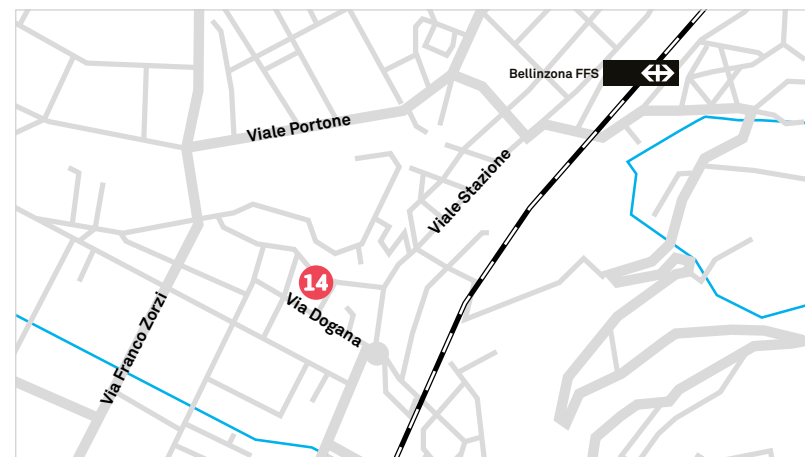 Bellinzona FFS
Viale Portone
Viale Stazione
14
Via Dogana
Via Franco Zorzi